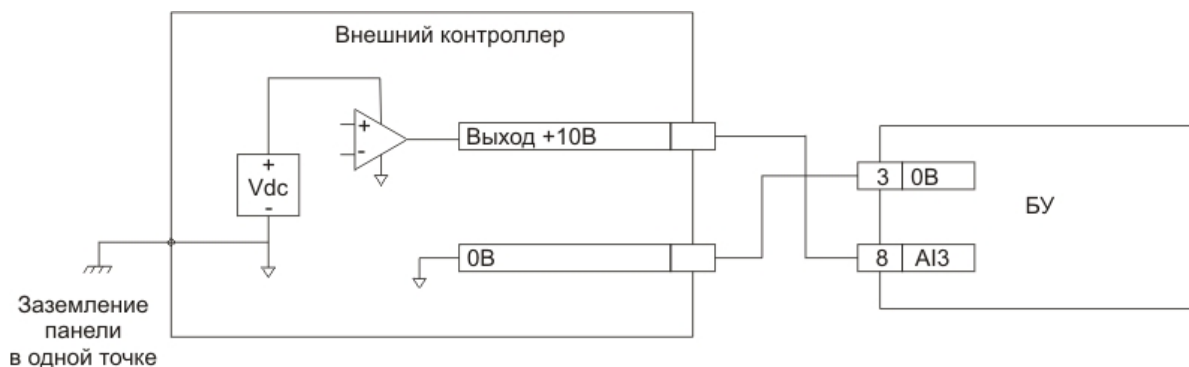 Внешний контроллер
+
-
Выход +10В
+
Vdc
-
3 0В
БУ
0В
8 AI3
Заземление
панели
в одной точке